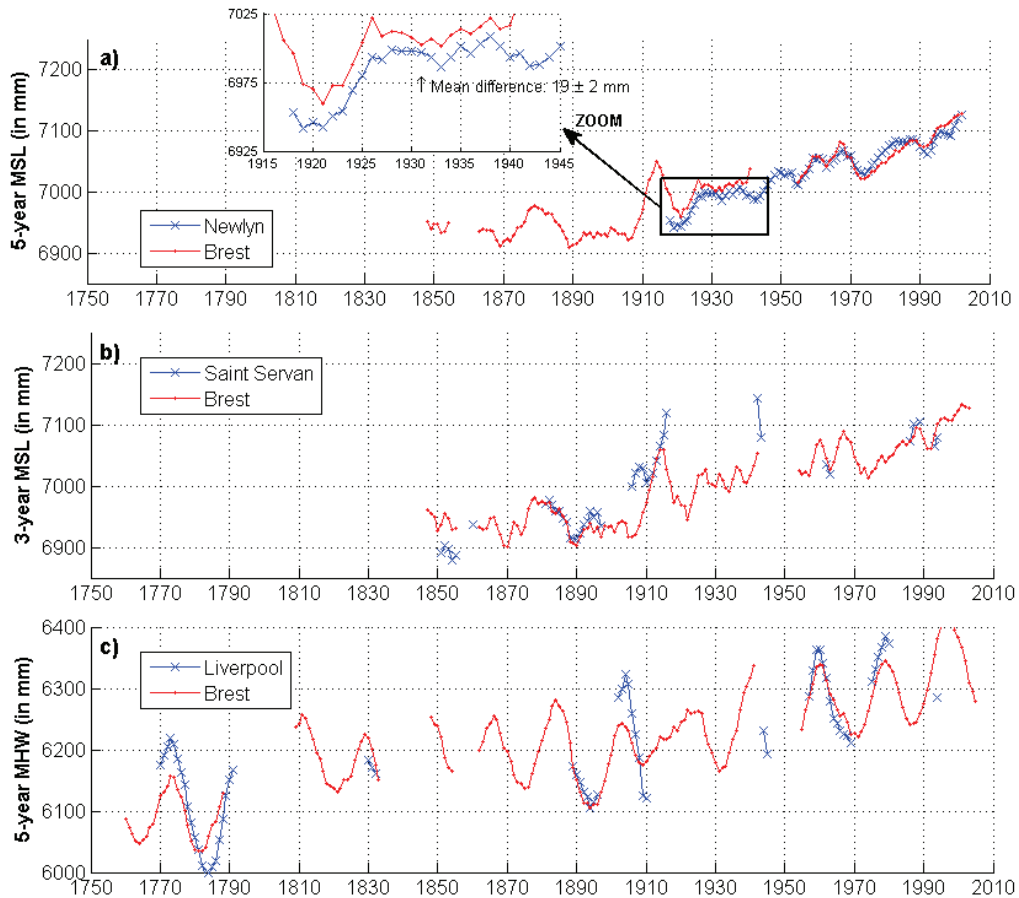 a)
5-year MSL (in mm)
7200
7100
7000
6900
7025
6975
6925
1915 1920 1925 1930 1935 1940 1945
↑ Mean difference: 19 ± 2 mm
ZOOM
Newlyn
Brest
1750 1770 1790 1810 1830 1850 1870 1890 1910 1930 1950 1970 1990 2010
b)
3-year MSL (in mm)
7200
7100
7000
6900
Saint Servan
Brest
1750 1770 1790 1810 1830 1850 1870 1890 1910 1930 1950 1970 1990 2010
c)
5-year MHW (in mm)
6400
6300
6200
6100
6000
Liverpool
Brest
1750 1770 1790 1810 1830 1850 1870 1890 1910 1930 1950 1970 1990 2010